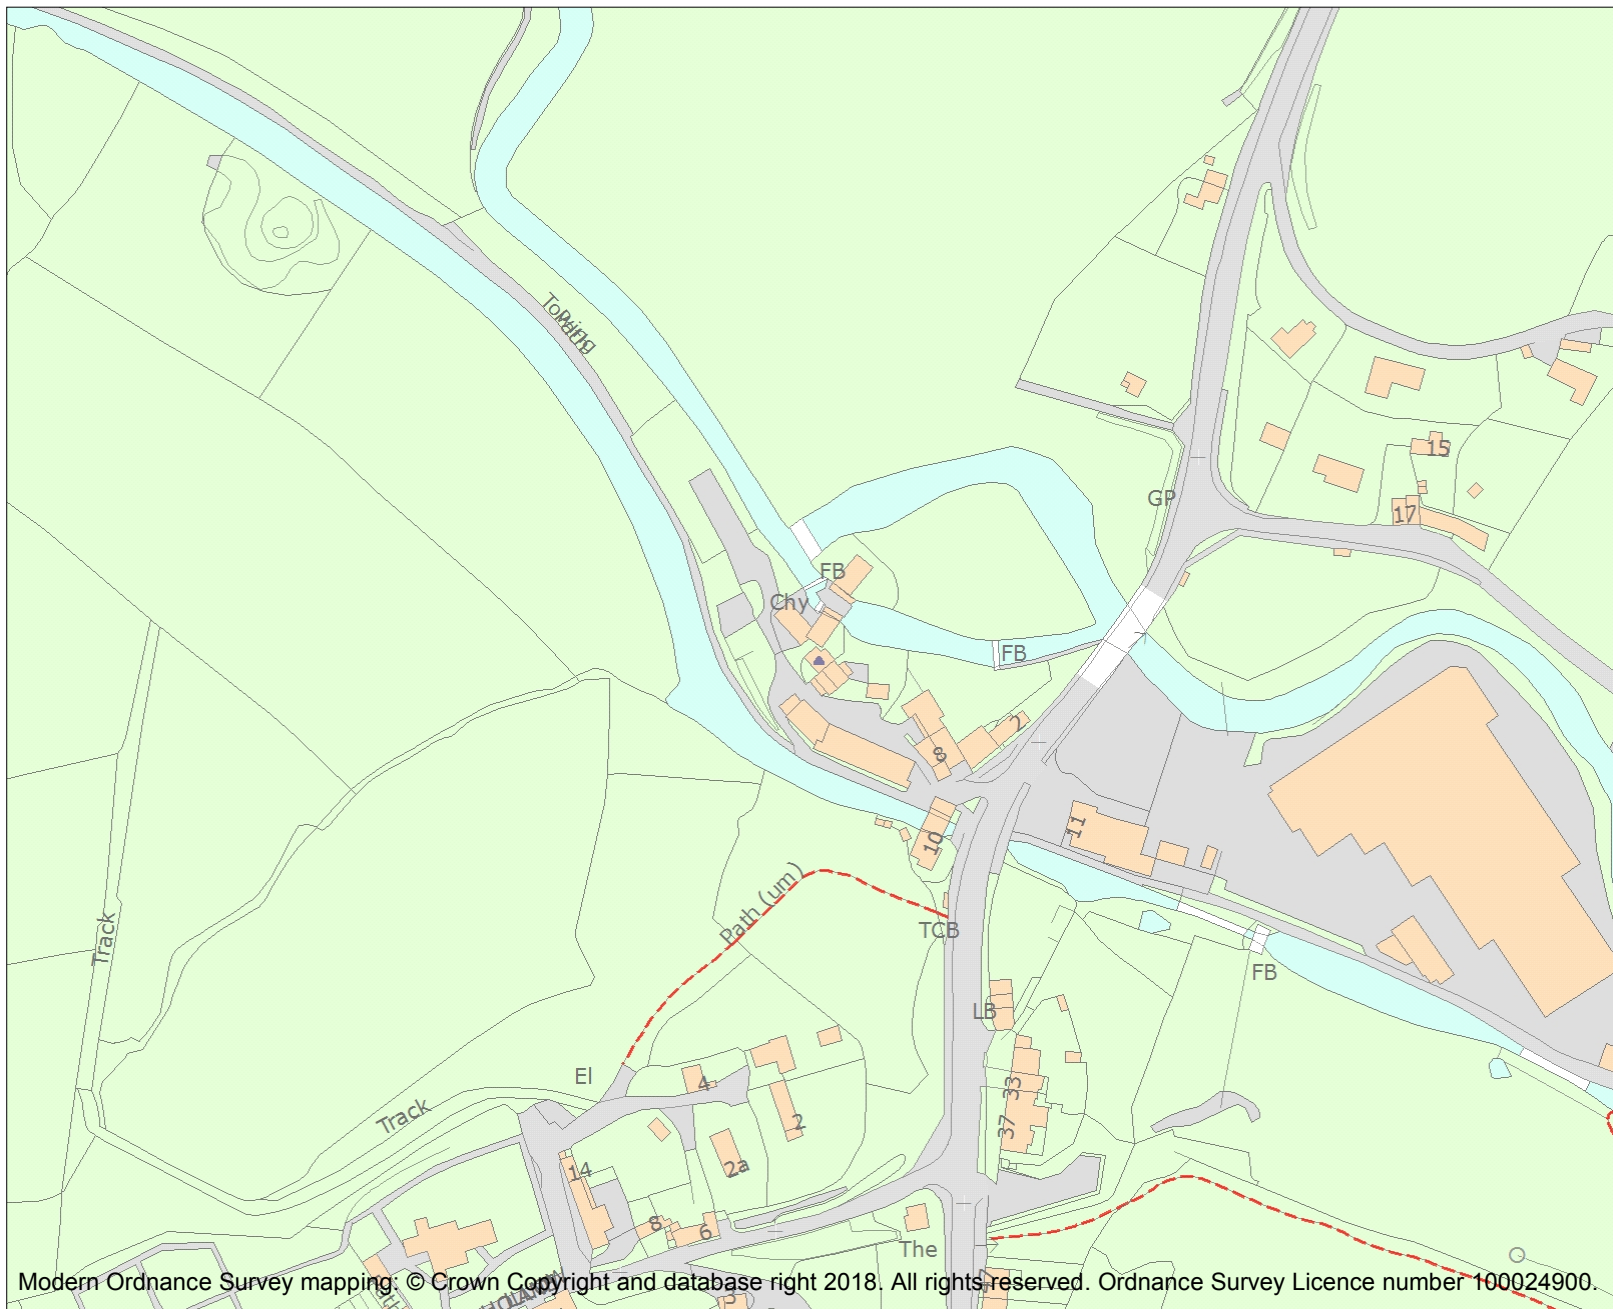 Towing
Path
15
GP
17
FB
Chy
FB
2
8
11
10
Path (um)
TCB
Track
FB
LB
El
4
33
Track
2
37
2a
14
8
6
The
Modern Ordnance Survey mapping: © Crown Copyright and database right 2018. All rights reserved. Ordnance Survey Licence number 100024900.
3